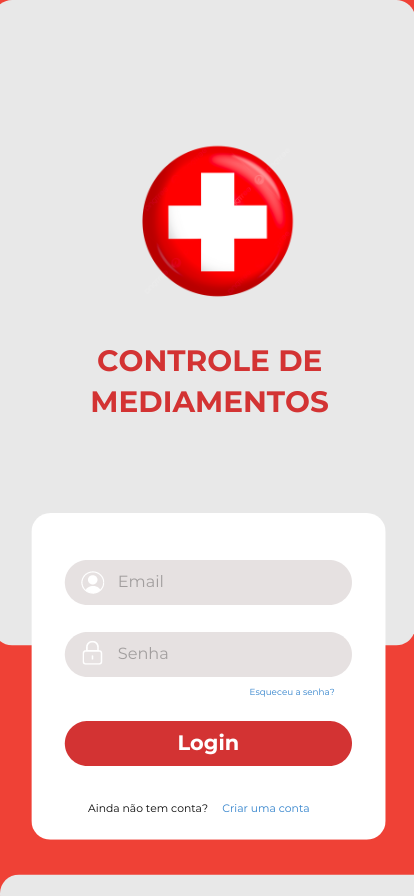 CONTROLE DE
MEDIAMENTOS
Email
Senha
Esqueceu a senha?
Login
Ainda não tem conta? Criar uma conta